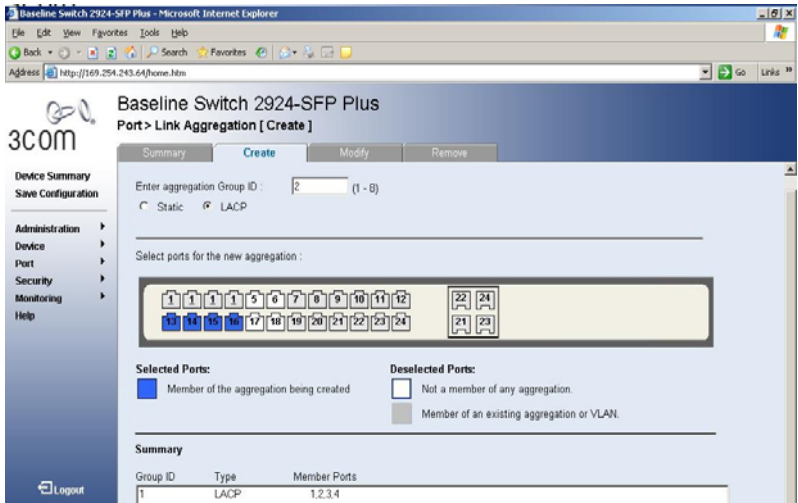 Baseline Switch 2924-SFP Plus - Microsoft Internet Explorer
File Edit View Favorites Tools Help
Back Search Favorites
Address http://169.254.243.64/home.htm Go Links »
3COM
Baseline Switch 2924-SFP Plus
Port > Link Aggregation [ Create ]
Summary Create Modify Remove
Device Summary
Save Configuration
Administration
Device
Port
Security
Monitoring
Help
Logout
Enter aggregation Group ID : 2 (1 - 8)
Static LACP
Select ports for the new aggregation :
1 1 1 1 5 6 7 8 9 10 11 12 22 24
13 14 15 16 17 18 19 20 21 22 23 24 21 23
Selected Ports: Deselected Ports:
Member of the aggregation being created Not a member of any aggregation.
Member of an existing aggregation or VLAN.
Summary
Group ID Type Member Ports
1 LACP 1,2,3,4